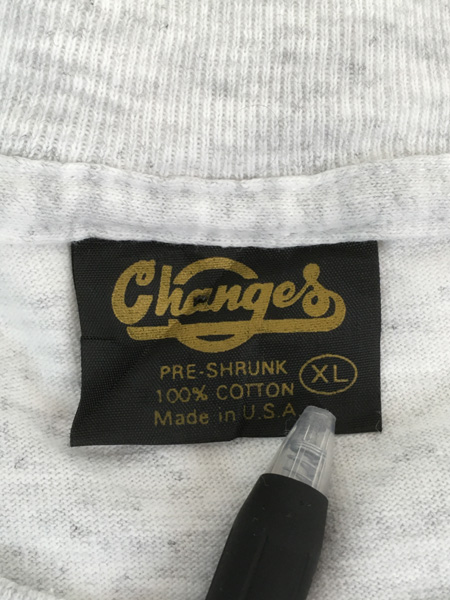 Changes
PRE-SHRUNK
100% COTTON
XL
Made in U.S.A